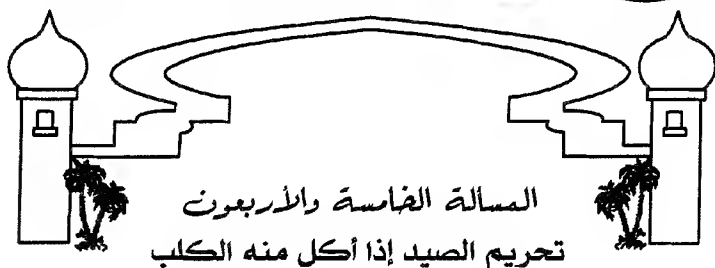 المسألة الخامسة والأربعون
تحريم الصيد إذا أكل منه الكلب